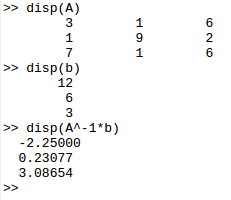 >> disp(A)
3 1 6
1 9 2
7 1 6
>> disp(b)
12
6
3
>> disp(A^-1*b)
-2.25000
0.23077
3.08654
>>